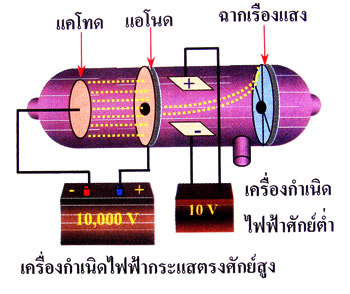 แคโทด
แอโนด
ฉากเรืองแสง
+
-
- +
10,000 V
10 V
เครื่องกำเนิด
ไฟฟ้าศักย์ต่ำ
เครื่องกำเนิดไฟฟ้ากระแสตรงศักย์สูง